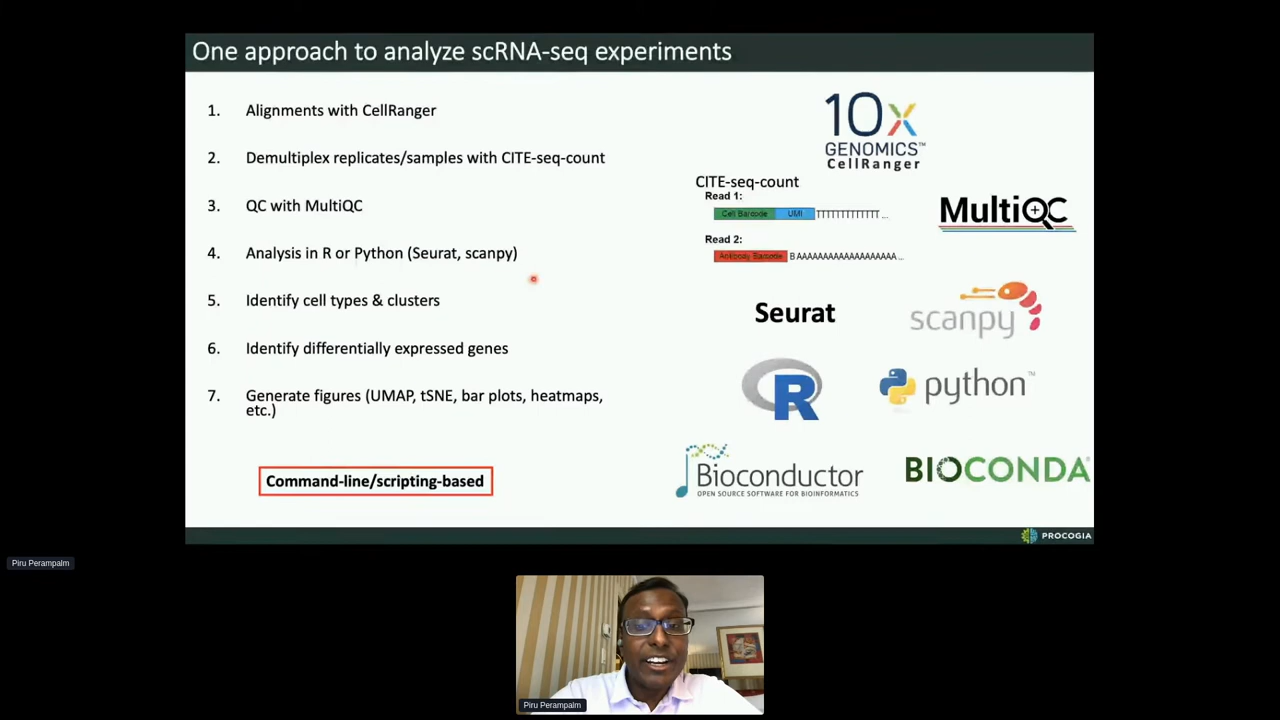 One approach to analyze scRNA-seq experiments
1. Alignments with CellRanger
2. Demultiplex replicates/samples with CITE-seq-count
3. QC with MultiQC
4. Analysis in R or Python (Seurat, scanpy)
5. Identify cell types & clusters
6. Identify differentially expressed genes
7. Generate figures (UMAP, tSNE, bar plots, heatmaps,
etc.)
Command-line/scripting-based
10x
GENOMICS™
CellRanger
CITE-seq-count
Read 1:
Cell Barcode UMI TTTTTTTTTTTTT ...
Read 2:
Antibody Barcode BAAAAAAAAAAAAAAAAAA...
MultiQC
Seurat
scanpy
R
python™
Bioconductor
OPEN SOURCE SOFTWARE FOR BIOINFORMATICS
BIOCONDA®
PROCOGIA
Piru Perampalm
Piru Perampalm